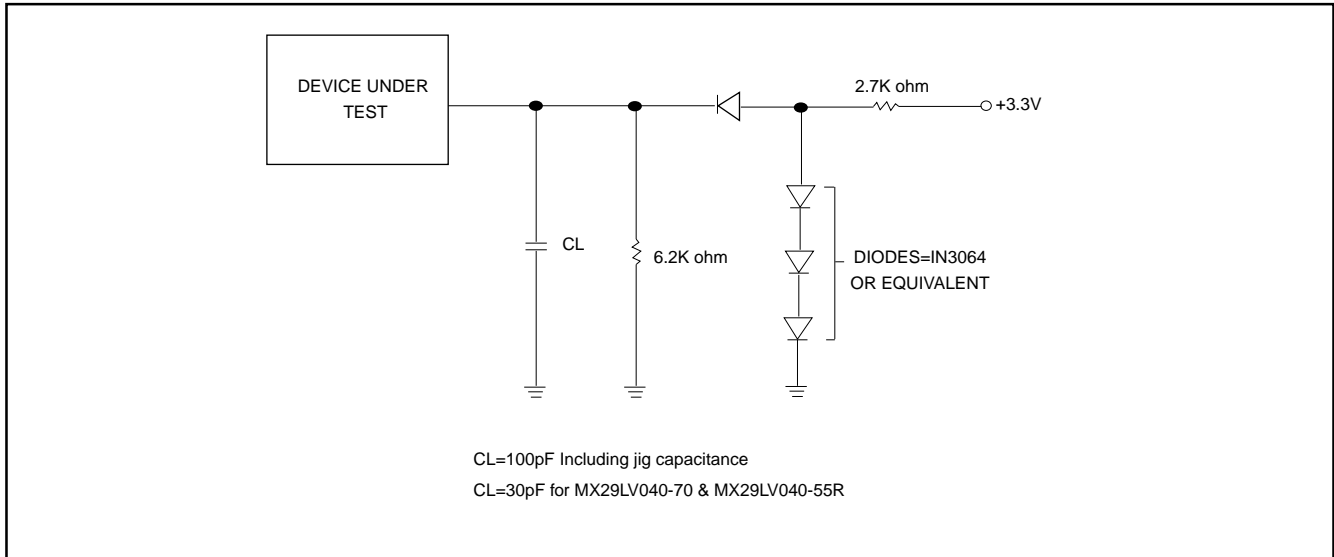 DEVICE UNDER
TEST
2.7K ohm
+3.3V
CL
6.2K ohm
DIODES=IN3064
OR EQUIVALENT
CL=100pF Including jig capacitance
CL=30pF for MX29LV040-70 & MX29LV040-55R